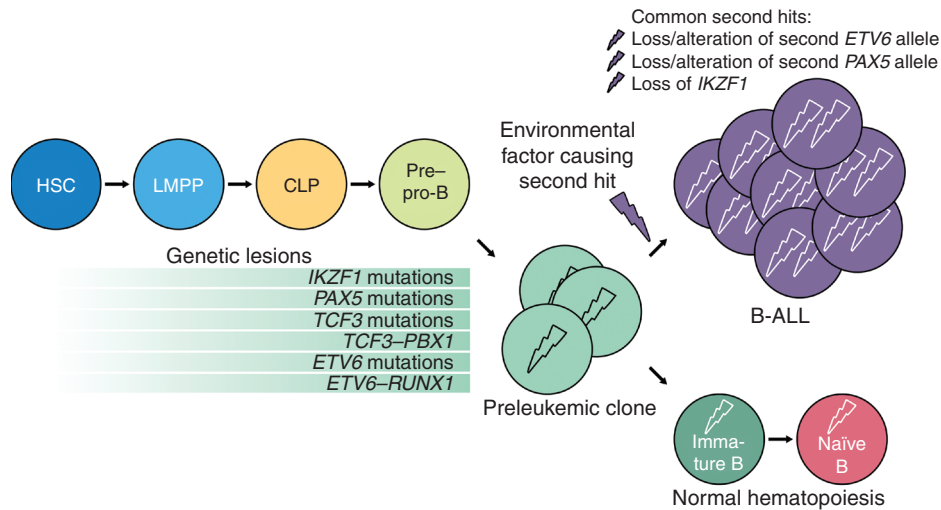 Common second hits:
Loss/alteration of second ETV6 allele
Loss/alteration of second PAX5 allele
Loss of IKZF1
Environmental
factor causing
second hit
HSC
LMPP
CLP
Pre–
pro-B
Genetic lesions
IKZF1 mutations
PAX5 mutations
TCF3 mutations
TCF3–PBX1
ETV6 mutations
ETV6–RUNX1
Preleukemic clone
B-ALL
Imma-
ture B
Naïve
B
Normal hematopoiesis